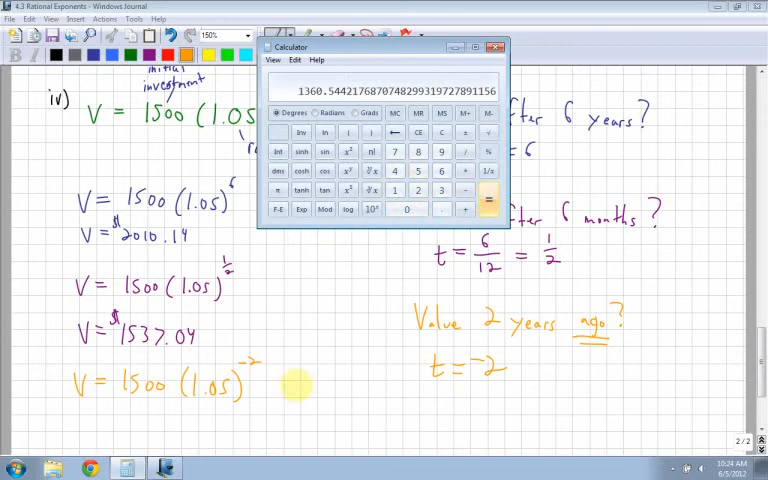 4.3 Rational Exponents - Windows Journal
File Edit View Insert Actions Tools Help
150%
B I
Calculator
View Edit Help
1360.5442176870748299319727891156
Degrees Radians Grads MC MR MS M+ M-
Inv ln ( ) ← CE C ± √
Int sinh sin x² n! 7 8 9 / %
dms cosh cos xʸ ʸ√x 4 5 6 * 1/x
π tanh tan x³ ³√x 1 2 3 - =
F-E Exp Mod log 10ˣ 0 . +
initial
investment
iv) V = 1500 (1.05
after 6 years?
= 6
V = 1500 (1.05)⁶
V = $2010.14
after 6 months?
t = 6/12 = 1/2
V = 1500 (1.05)^1/2
V = $1537.04
Value 2 years ago?
t = -2
V = 1500 (1.05)⁻²
2 / 2
10:24 AM
6/5/2012